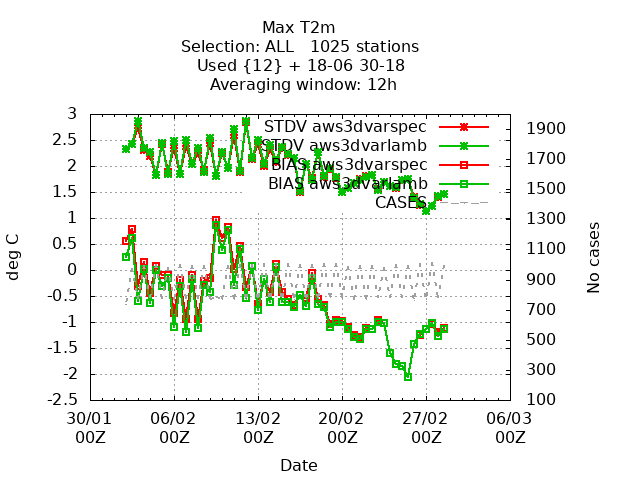 Max T2m
Selection: ALL   1025 stations
Used {12} + 18-06 30-18
Averaging window: 12h
3
2.5
2
1.5
1
0.5
0
-0.5
-1
-1.5
-2
-2.5
deg C
STDV aws3dvarspec
STDV aws3dvarlamb
BIAS aws3dvarspec
BIAS aws3dvarlamb
CASES
1900
1700
1500
1300
1100
900
700
500
300
100
No cases
30/01 06/02 13/02 20/02 27/02 06/03
00Z 00Z 00Z 00Z 00Z 00Z
Date